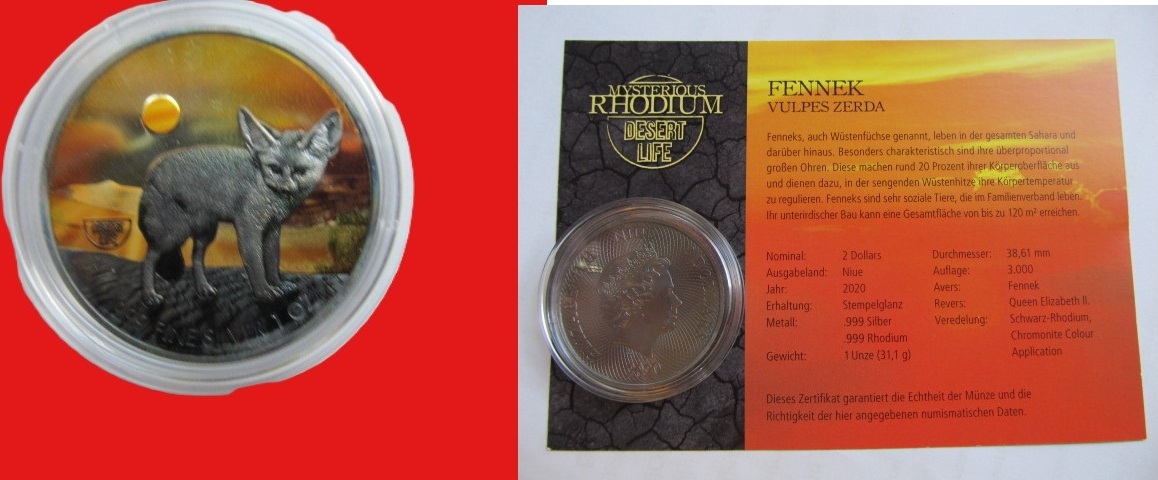 FINE SILVER 1 OZ
MYSTERIOUS
RHODIUM
DESERT
LIFE
NIUE
FENNEK
VULPES ZERDA
Fenneks, auch Wüstenfüchse genannt, leben in der gesamten Sahara und
darüber hinaus. Besonders charakteristisch sind ihre überproportional
großen Ohren. Diese machen rund 20 Prozent ihrer Körperoberfläche aus
und dienen dazu, in der sengenden Wüstenhitze ihre Körpertemperatur
zu regulieren. Fenneks sind sehr soziale Tiere, die im Familienverband leben.
Ihr unterirdischer Bau kann eine Gesamtfläche von bis zu 120 m² erreichen.
Nominal: 2 Dollars Durchmesser: 38,61 mm
Ausgabeland: Niue Auflage: 3.000
Jahr: 2020 Avers: Fennek
Erhaltung: Stempelglanz Revers: Queen Elizabeth II.
Metall: .999 Silber Veredelung: Schwarz-Rhodium,
.999 Rhodium Chromonite Colour
Gewicht: 1 Unze (31,1 g) Application
Dieses Zertifikat garantiert die Echtheit der Münze und die
Richtigkeit der hier angegebenen numismatischen Daten.